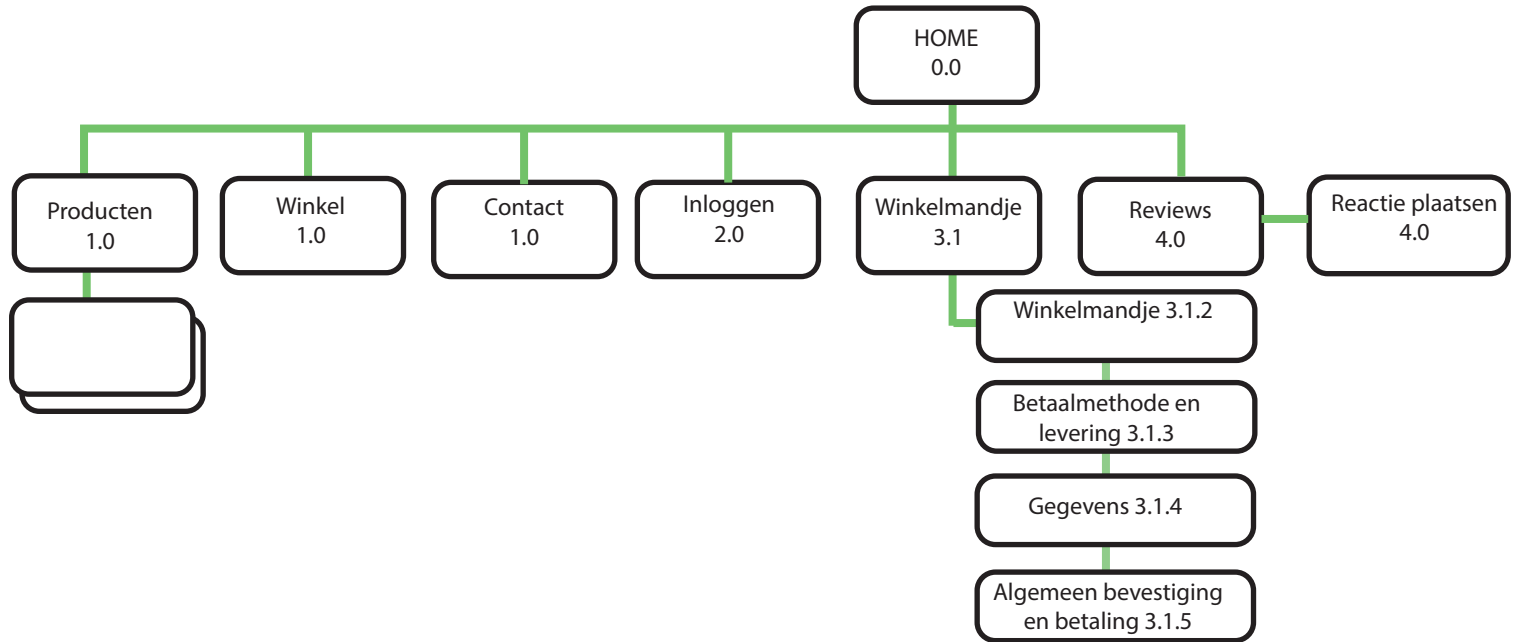 HOME
0.0
Producten
1.0
Winkel
1.0
Contact
1.0
Inloggen
2.0
Winkelmandje
3.1
Reviews
4.0
Reactie plaatsen
4.0
Winkelmandje 3.1.2
Betaalmethode en
levering 3.1.3
Gegevens 3.1.4
Algemeen bevestiging
en betaling 3.1.5